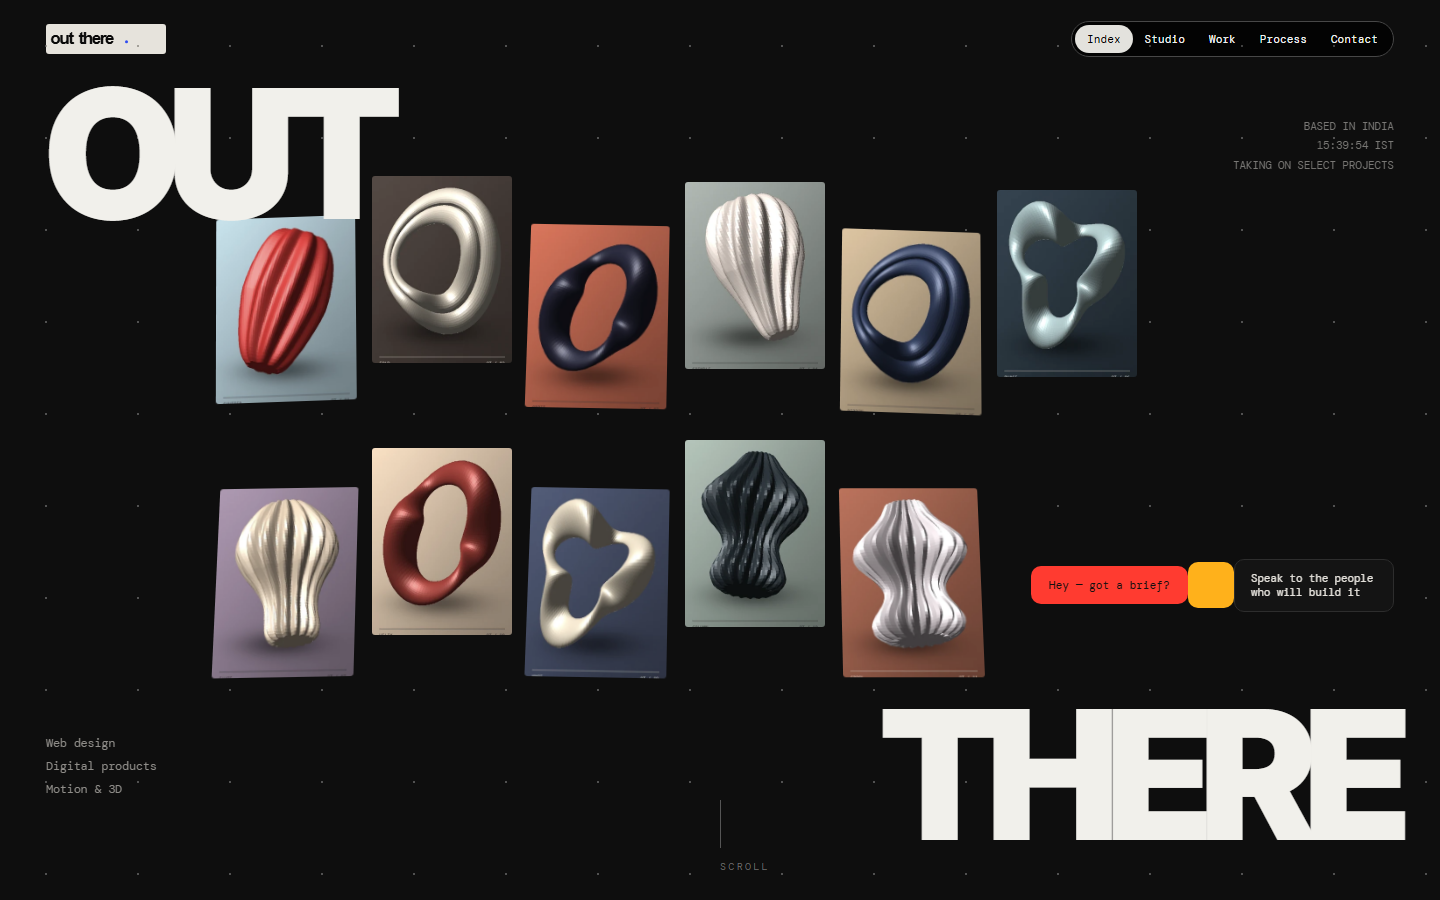 out there .
Index Studio Work Process Contact
OUT
BASED IN INDIA
15:39:54 IST
TAKING ON SELECT PROJECTS
Hey — got a brief?
Speak to the people
who will build it
THERE
Web design
Digital products
Motion & 3D
SCROLL